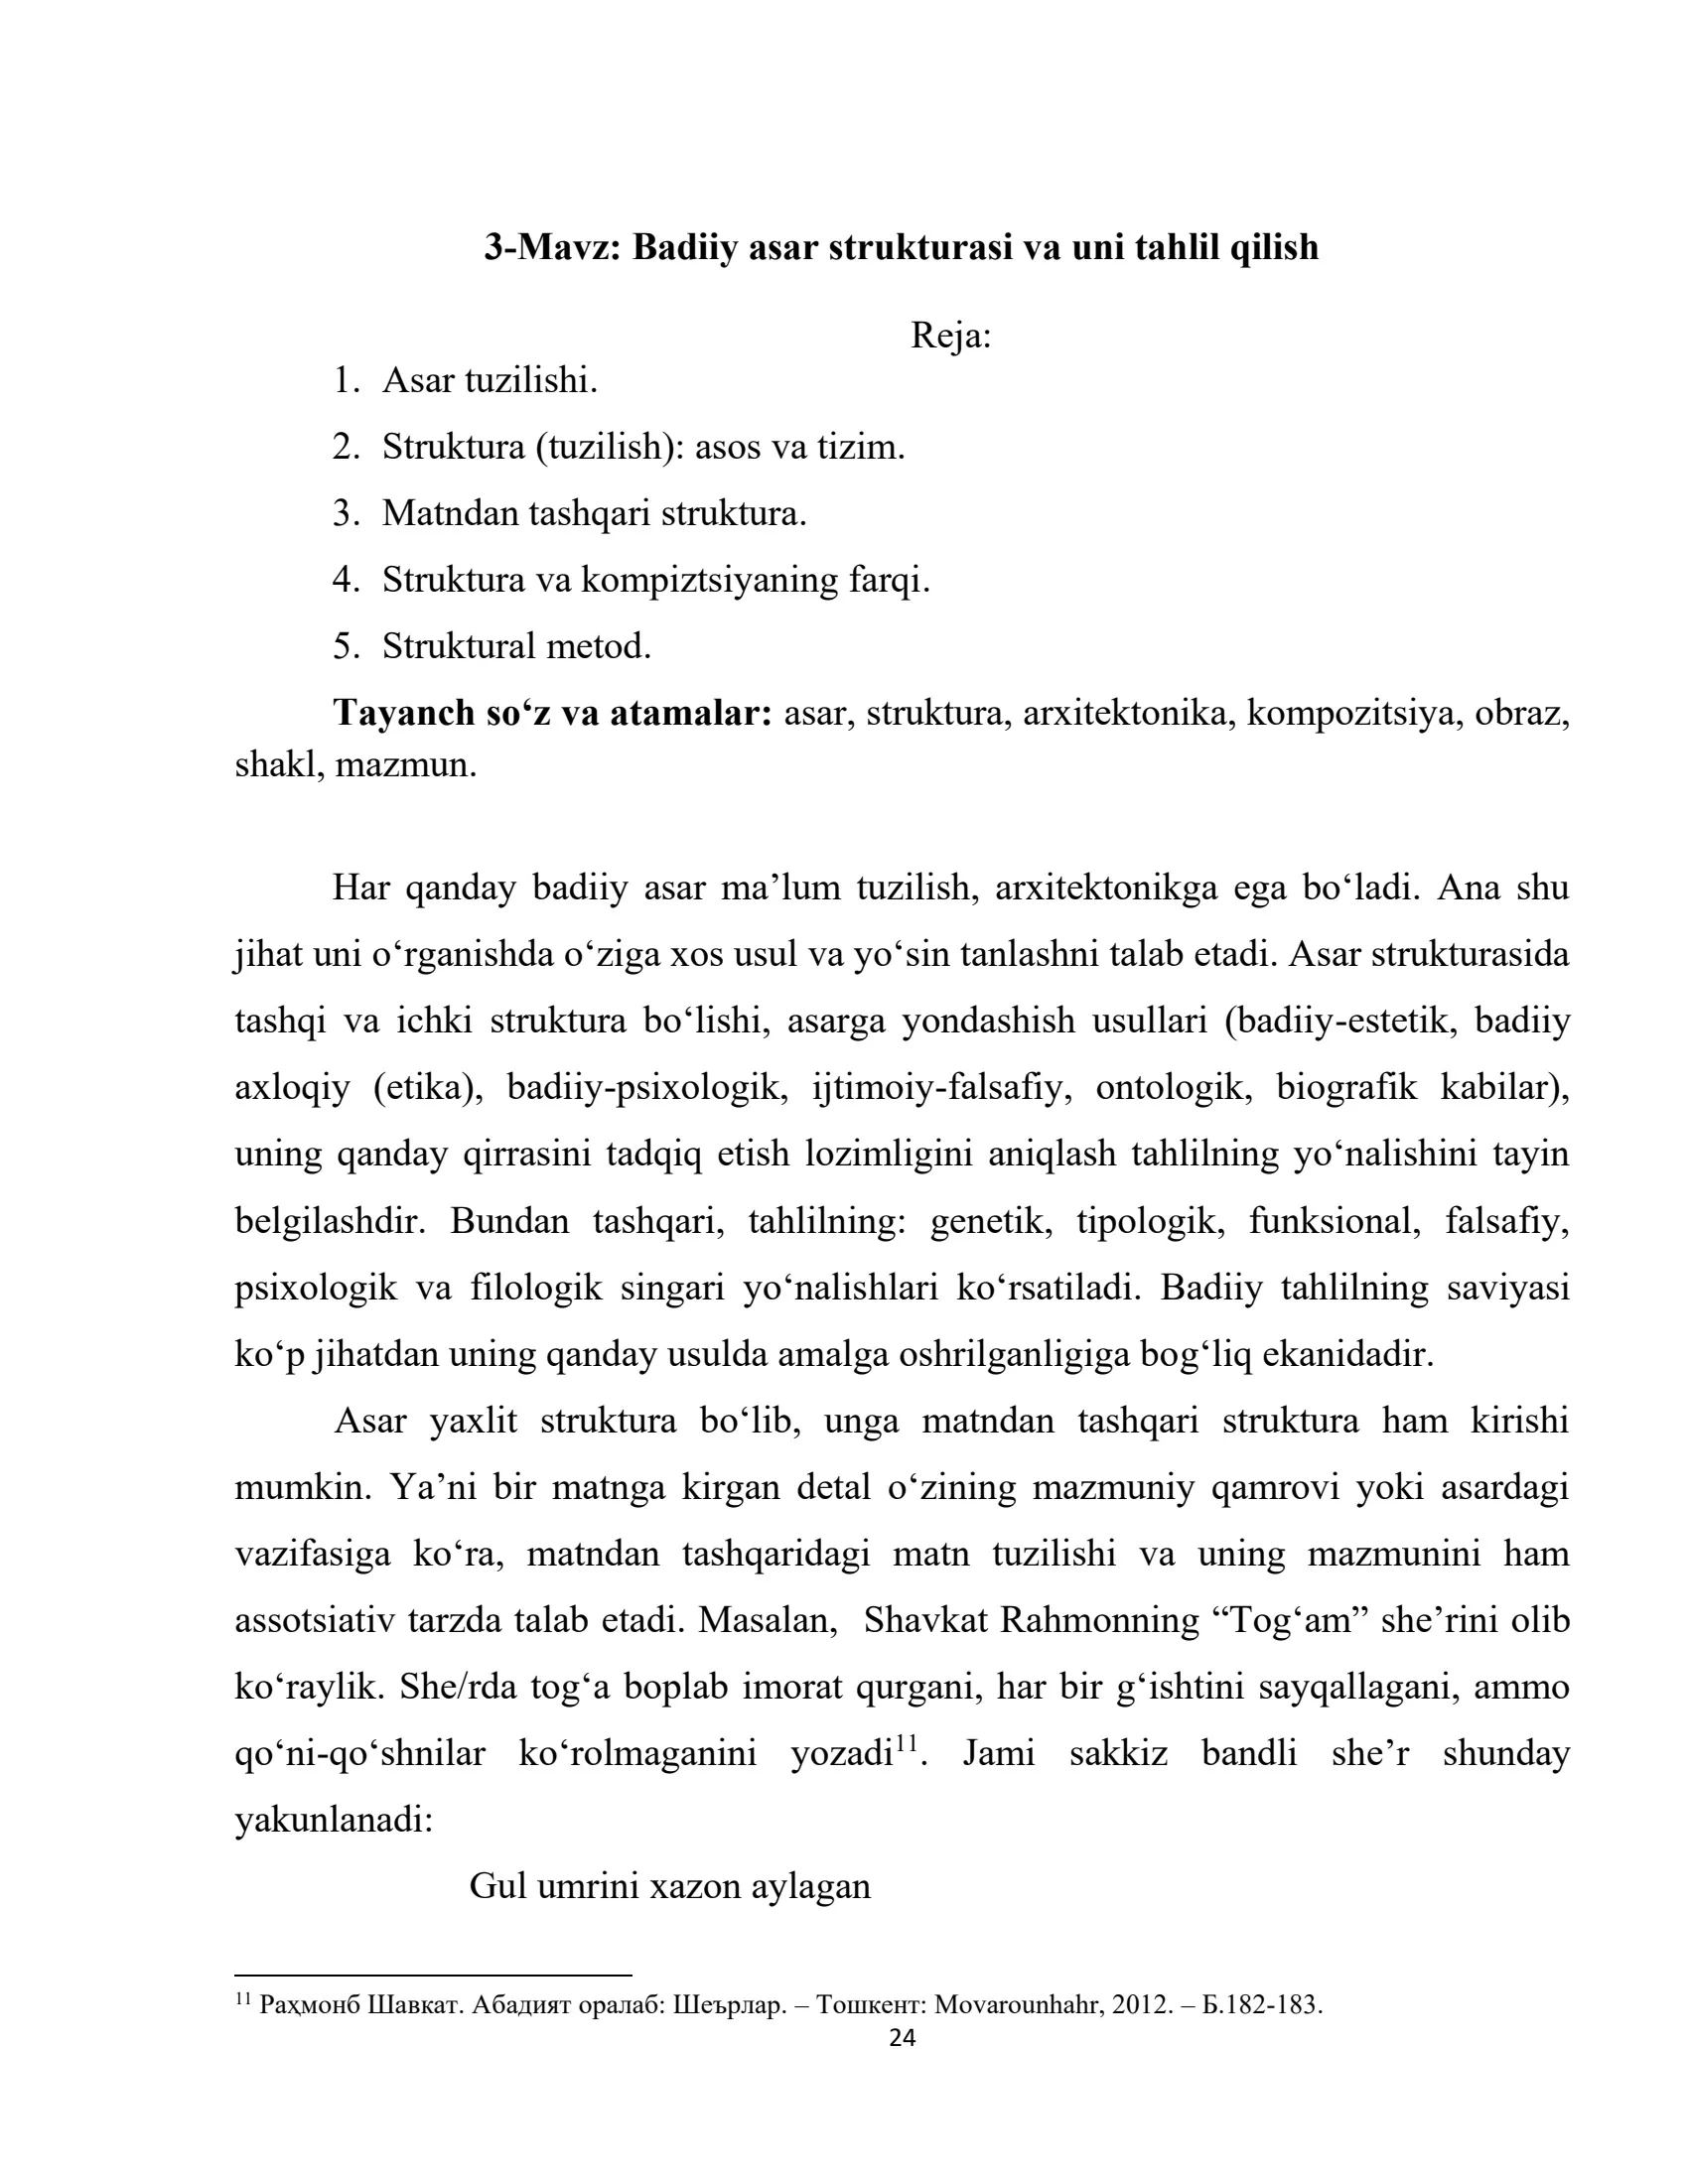 3-Mavz: Badiiy asar strukturasi va uni tahlil qilish
Reja:
1. Asar tuzilishi.
2. Struktura (tuzilish): asos va tizim.
3. Matndan tashqari struktura.
4. Struktura va kompiztsiyaning farqi.
5. Struktural metod.
Tayanch so‘z va atamalar: asar, struktura, arxitektonika, kompozitsiya, obraz,
shakl, mazmun.
Har qanday badiiy asar ma’lum tuzilish, arxitektonikga ega bo‘ladi. Ana shu
jihat uni o‘rganishda o‘ziga xos usul va yo‘sin tanlashni talab etadi. Asar strukturasida
tashqi va ichki struktura bo‘lishi, asarga yondashish usullari (badiiy-estetik, badiiy
axloqiy (etika), badiiy-psixologik, ijtimoiy-falsafiy, ontologik, biografik kabilar),
uning qanday qirrasini tadqiq etish lozimligini aniqlash tahlilning yo‘nalishini tayin
belgilashdir. Bundan tashqari, tahlilning: genetik, tipologik, funksional, falsafiy,
psixologik va filologik singari yo‘nalishlari ko‘rsatiladi. Badiiy tahlilning saviyasi
ko‘p jihatdan uning qanday usulda amalga oshrilganligiga bog‘liq ekanidadir.
Asar yaxlit struktura bo‘lib, unga matndan tashqari struktura ham kirishi
mumkin. Ya’ni bir matnga kirgan detal o‘zining mazmuniy qamrovi yoki asardagi
vazifasiga ko‘ra, matndan tashqaridagi matn tuzilishi va uning mazmunini ham
assotsiativ tarzda talab etadi. Masalan, Shavkat Rahmonning “Tog‘am” she’rini olib
ko‘raylik. She/rda tog‘a boplab imorat qurgani, har bir g‘ishtini sayqallagani, ammo
qo‘ni-qo‘shnilar ko‘rolmaganini yozadi¹¹. Jami sakkiz bandli she’r shunday
yakunlanadi:
Gul umrini xazon aylagan
¹¹ Раҳмонб Шавкат. Абадият оралаб: Шеърлар. – Тошкент: Movarounhahr, 2012. – Б.182-183.
24